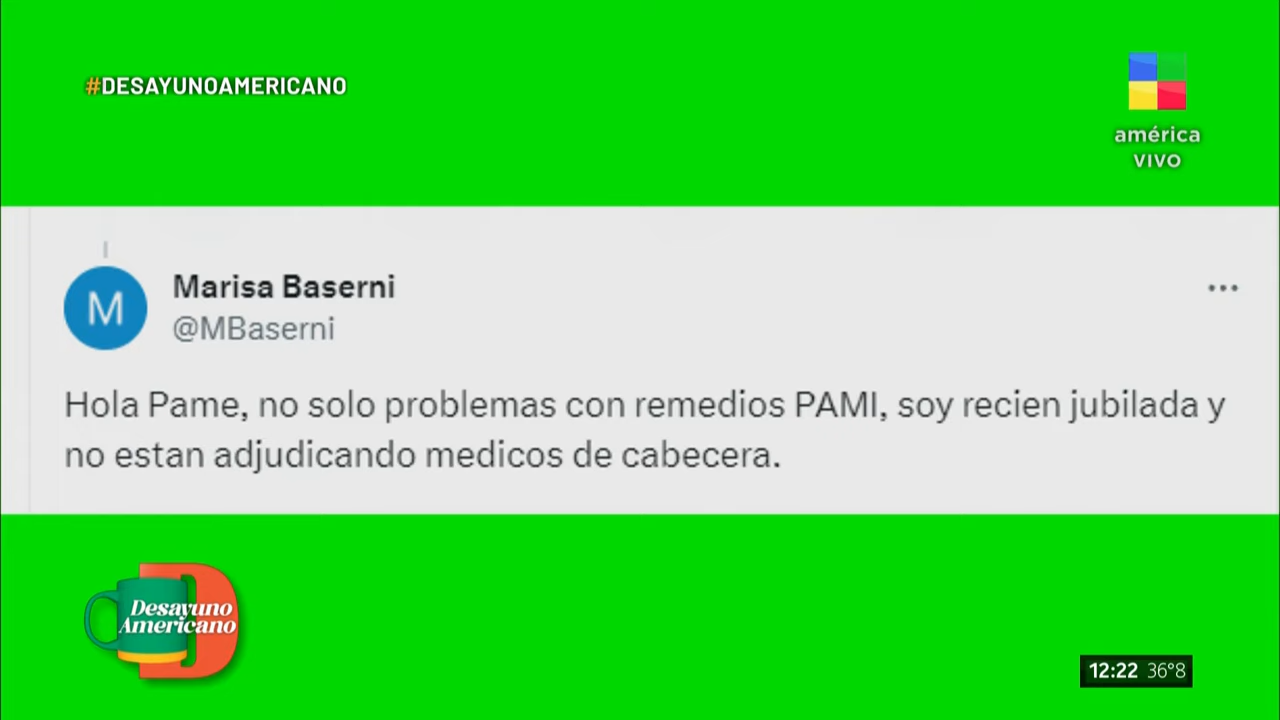 #DESAYUNOAMERICANO
américa
VIVO
M
Marisa Baserni
@MBaserni
Hola Pame, no solo problemas con remedios PAMI, soy recien jubilada y
no estan adjudicando medicos de cabecera.
Desayuno
Americano
12:22 36°8